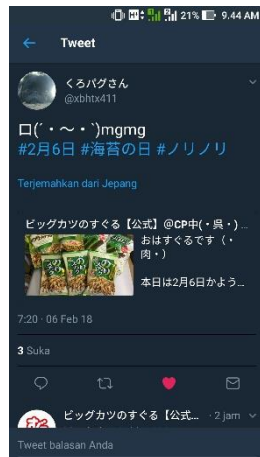 21% 9.44 AM
Tweet
くろパグさん
@xbhtx411
口(´・～・`)mgmg
#2月6日 #海苔の日 #ノリノリ
Terjemahkan dari Jepang
ビッグカツのすぐる【公式】@CP中(・呉・) ...
おはすぐるです（・
肉・）
本日は2月6日かよう...
7:20 · 06 Feb 18
3 Suka
ビッグカツのすぐる【公式... · 2 jam
Tweet balasan Anda